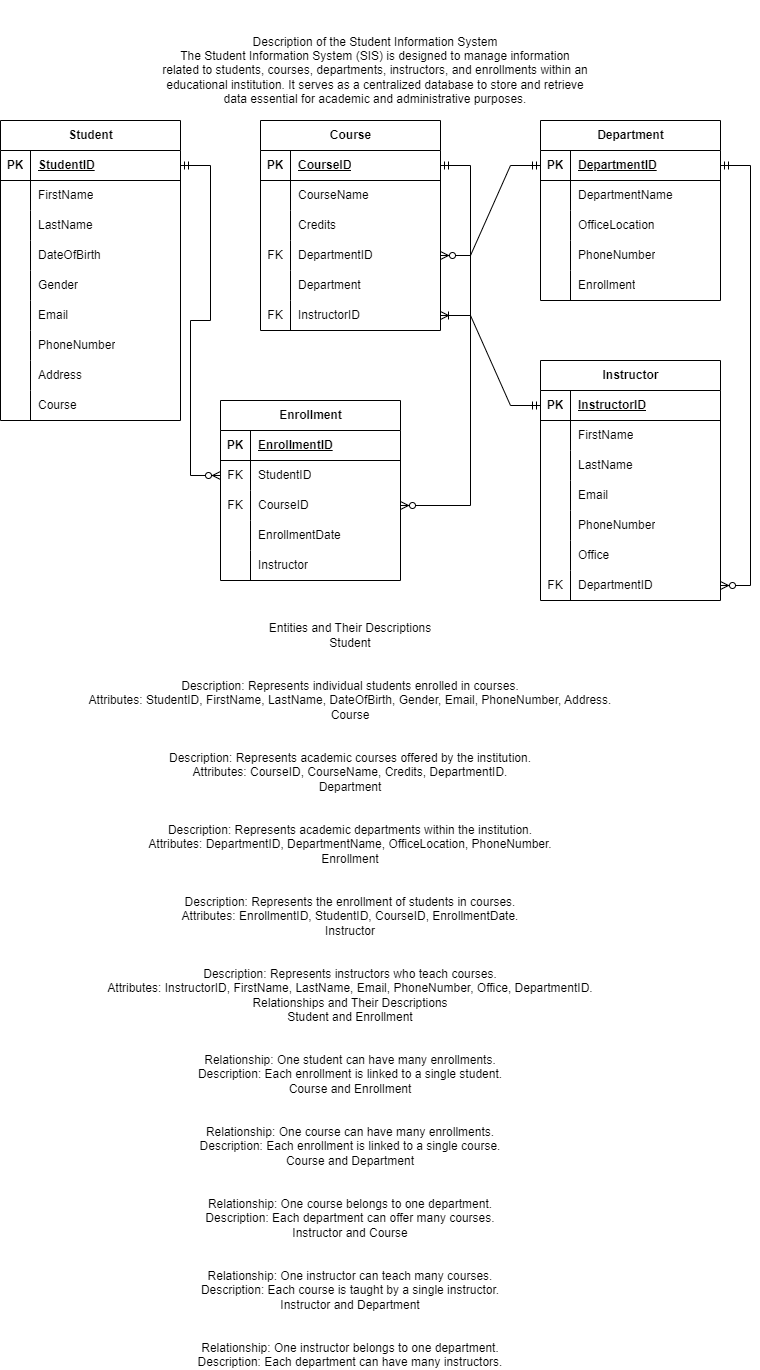 Description of the Student Information System
The Student Information System (SIS) is designed to manage information
related to students, courses, departments, instructors, and enrollments within an
educational institution. It serves as a centralized database to store and retrieve
data essential for academic and administrative purposes.
Student
PK StudentID
FirstName
LastName
DateOfBirth
Gender
Email
PhoneNumber
Address
Course
Course
PK CourseID
CourseName
Credits
FK DepartmentID
Department
FK InstructorID
Department
PK DepartmentID
DepartmentName
OfficeLocation
PhoneNumber
Enrollment
Enrollment
PK EnrollmentID
FK StudentID
FK CourseID
EnrollmentDate
Instructor
Instructor
PK InstructorID
FirstName
LastName
Email
PhoneNumber
Office
FK DepartmentID
Entities and Their Descriptions
Student
Description: Represents individual students enrolled in courses.
Attributes: StudentID, FirstName, LastName, DateOfBirth, Gender, Email, PhoneNumber, Address.
Course
Description: Represents academic courses offered by the institution.
Attributes: CourseID, CourseName, Credits, DepartmentID.
Department
Description: Represents academic departments within the institution.
Attributes: DepartmentID, DepartmentName, OfficeLocation, PhoneNumber.
Enrollment
Description: Represents the enrollment of students in courses.
Attributes: EnrollmentID, StudentID, CourseID, EnrollmentDate.
Instructor
Description: Represents instructors who teach courses.
Attributes: InstructorID, FirstName, LastName, Email, PhoneNumber, Office, DepartmentID.
Relationships and Their Descriptions
Student and Enrollment
Relationship: One student can have many enrollments.
Description: Each enrollment is linked to a single student.
Course and Enrollment
Relationship: One course can have many enrollments.
Description: Each enrollment is linked to a single course.
Course and Department
Relationship: One course belongs to one department.
Description: Each department can offer many courses.
Instructor and Course
Relationship: One instructor can teach many courses.
Description: Each course is taught by a single instructor.
Instructor and Department
Relationship: One instructor belongs to one department.
Description: Each department can have many instructors.